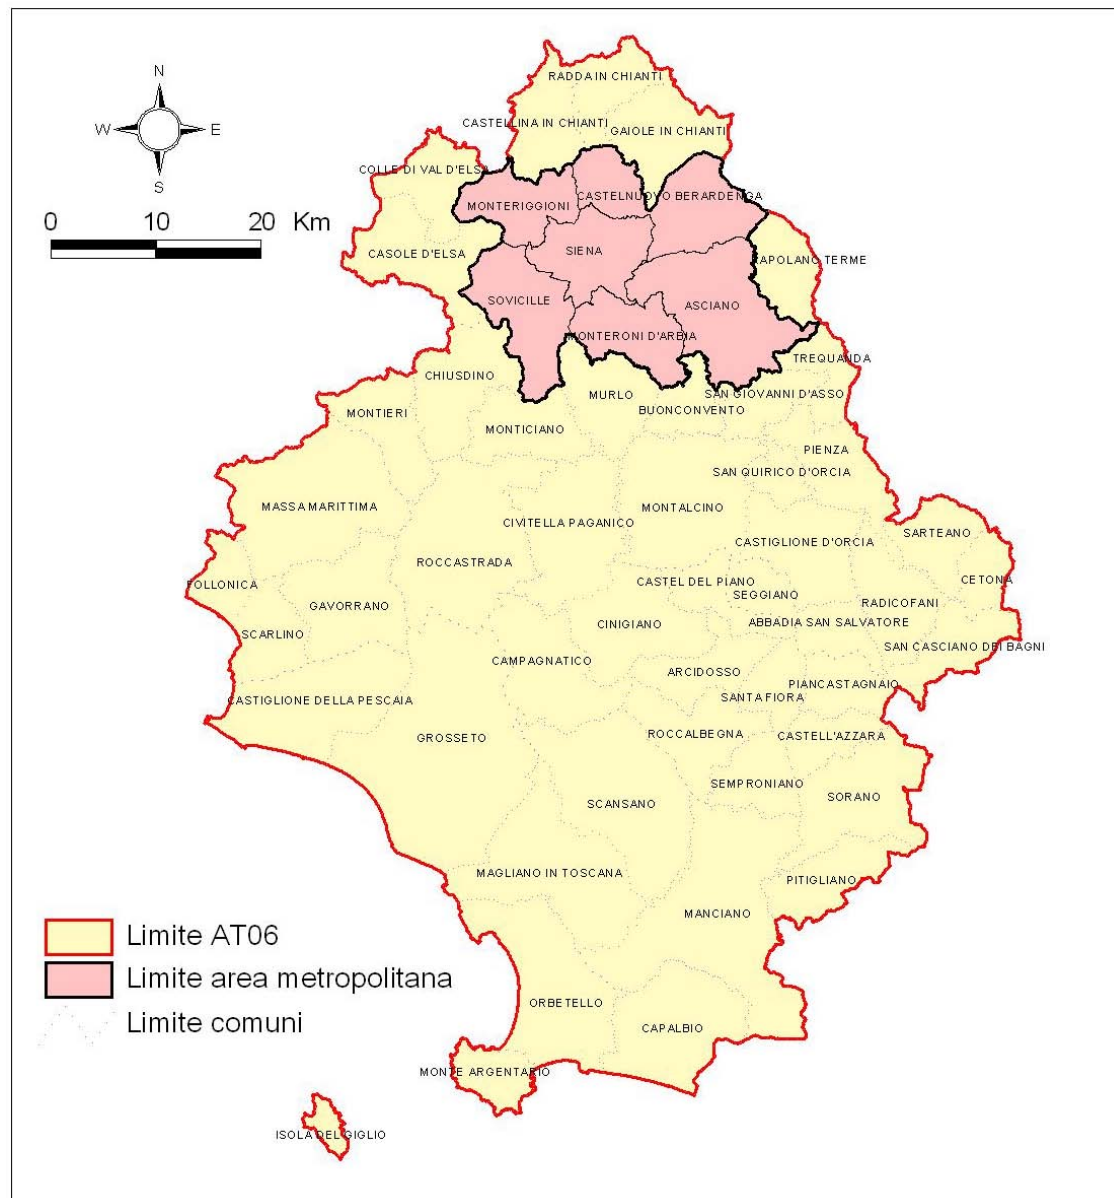 N
W E
S
0 10 20 Km
RADDA IN CHIANTI
CASTELLINA IN CHIANTI
GAIOLE IN CHIANTI
COLLE DI VAL D'ELSA
MONTERIGGIONI
CASTELNUOVO BERARDENGA
CASOLE D'ELSA
SIENA
RAPOLANO TERME
SOVICILLE
ASCIANO
MONTERONI D'ARBIA
TREQUANDA
CHIUSDINO
MURLO
SAN GIOVANNI D'ASSO
BUONCONVENTO
MONTIERI
MONTICIANO
PIENZA
SAN QUIRICO D'ORCIA
MASSA MARITTIMA
MONTALCINO
CIVITELLA PAGANICO
SARTEANO
CASTIGLIONE D'ORCIA
ROCCASTRADA
FOLLONICA
CASTEL DEL PIANO
CETONA
SEGGIANO
GAVORRANO
RADICOFANI
CINIGIANO
ABBADIA SAN SALVATORE
SCARLINO
SAN CASCIANO DEI BAGNI
CAMPAGNATICO
ARCIDOSSO
PIANCASTAGNAIO
CASTIGLIONE DELLA PESCAIA
SANTA FIORA
GROSSETO
ROCCALBEGNA
CASTELL'AZZARA
SEMPRONIANO
SORANO
SCANSANO
MAGLIANO IN TOSCANA
PITIGLIANO
MANCIANO
Limite AT06
Limite area metropolitana
Limite comuni
ORBETELLO
CAPALBIO
MONTE ARGENTARIO
ISOLA DEL GIGLIO